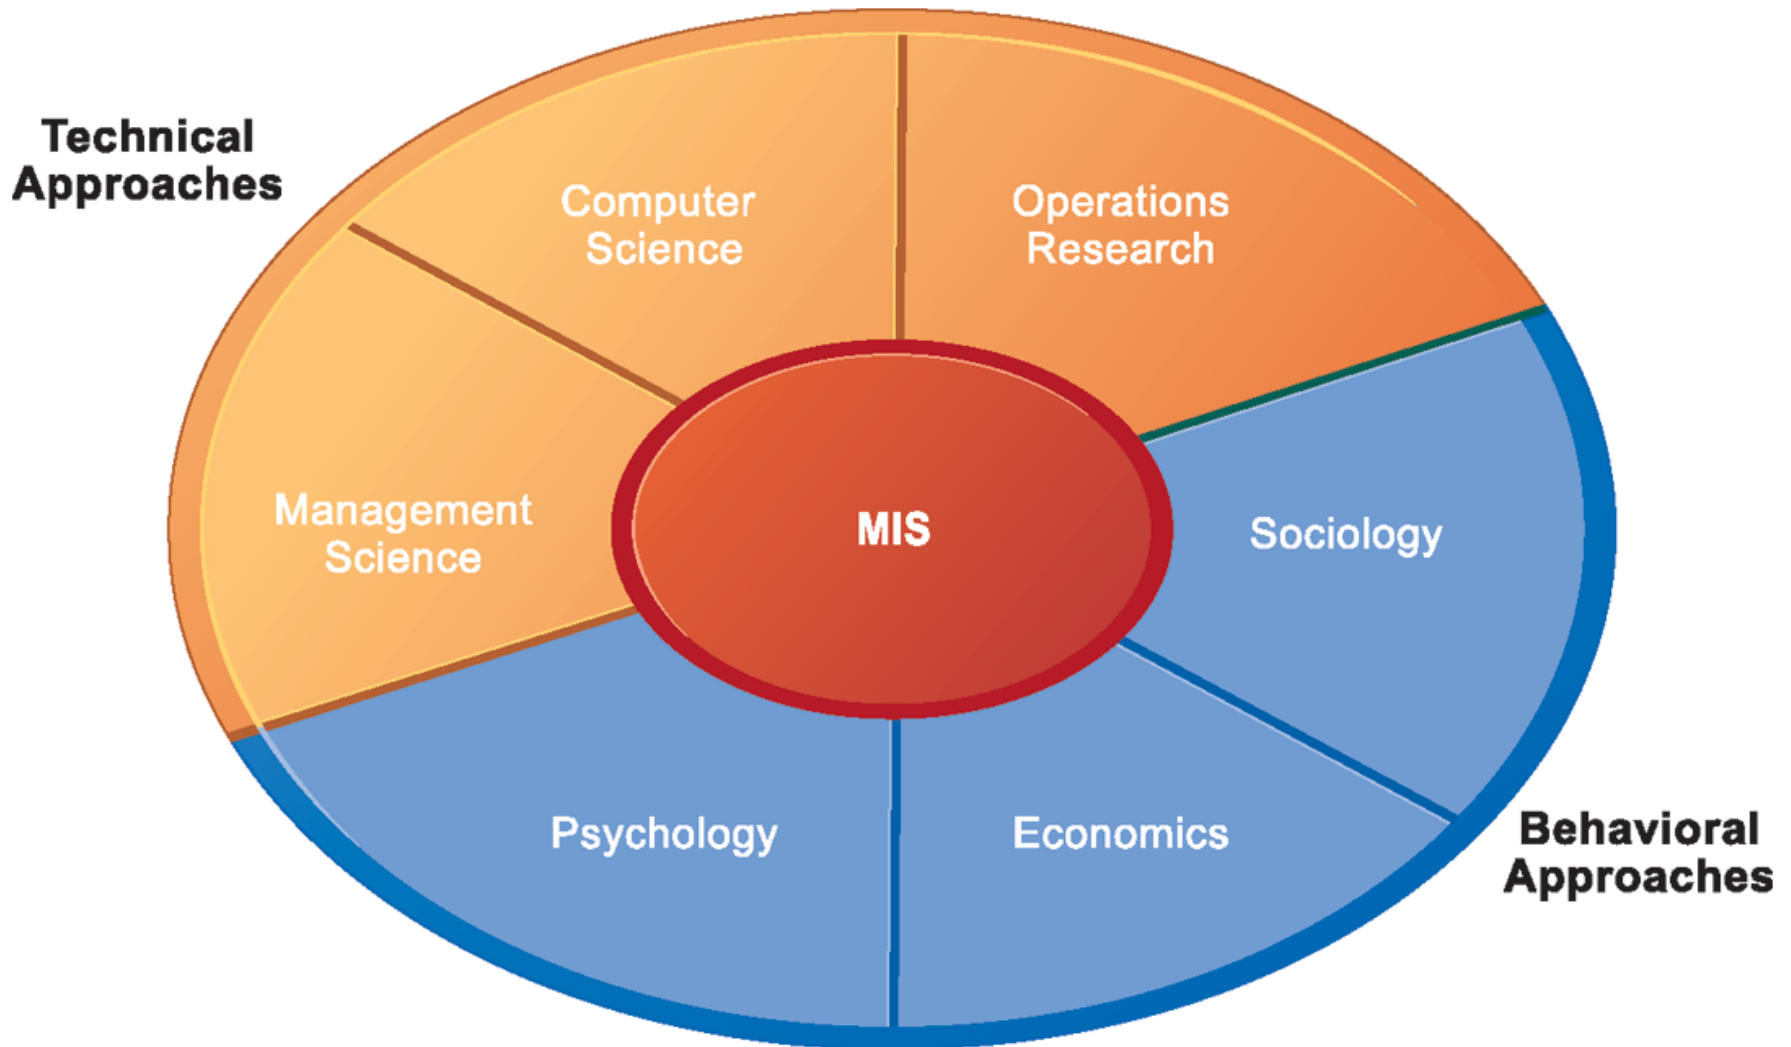 Technical
Approaches
Computer
Science
Operations
Research
Management
Science
MIS
Sociology
Psychology
Economics
Behavioral
Approaches